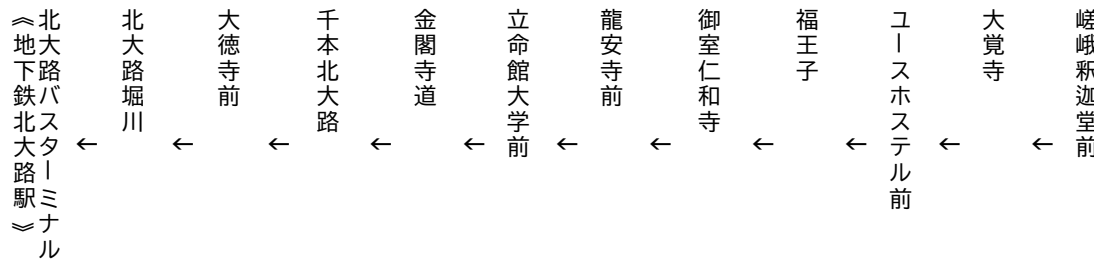 嵯峨釈迦堂前
←
大覚寺
←
ユースホステル前
←
福王子
←
御室仁和寺
←
龍安寺前
←
立命館大学前
←
金閣寺道
←
千本北大路
←
大徳寺前
←
北大路堀川
←
北大路バスターミナル
《地下鉄北大路駅》